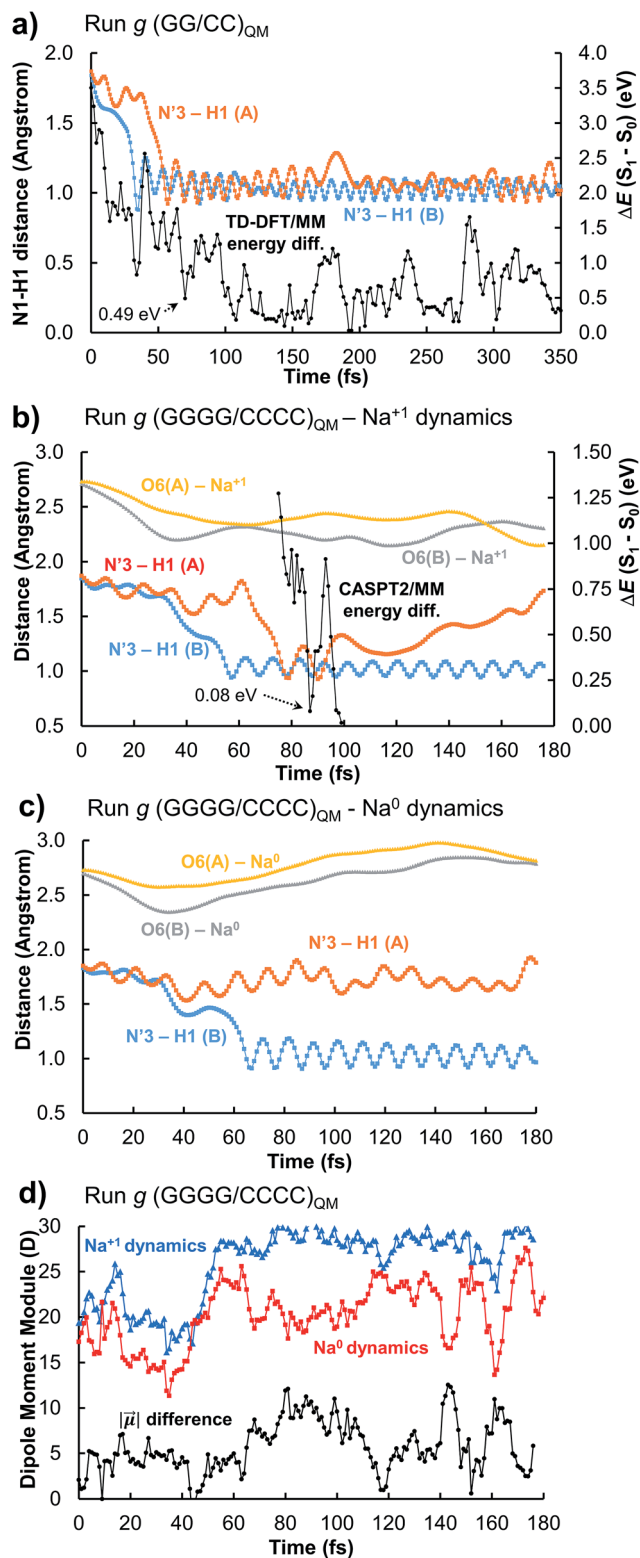 a) Run g (GG/CC)QM
N1-H1 distance (Angstrom)
2.0
1.5
1.0
0.5
0.0
N'3 – H1 (A)
N'3 – H1 (B)
TD-DFT/MM
energy diff.
0.49 eV
4.0
3.5
3.0
2.5
2.0
1.5
1.0
0.5
0.0
ΔE (S1 - S0) (eV)
0 50 100 150 200 250 300 350
Time (fs)
b) Run g (GGGG/CCCC)QM – Na+1 dynamics
Distance (Angstrom)
3.0
2.5
2.0
1.5
1.0
0.5
O6(A) – Na+1
O6(B) – Na+1
N'3 – H1 (A)
CASPT2/MM
energy diff.
N'3 – H1 (B)
0.08 eV
1.50
1.25
1.00
0.75
0.50
0.25
0.00
ΔE (S1 - S0) (eV)
0 20 40 60 80 100 120 140 160 180
Time (fs)
c) Run g (GGGG/CCCC)QM - Na0 dynamics
Distance (Angstrom)
3.0
2.5
2.0
1.5
1.0
0.5
O6(A) – Na0
O6(B) – Na0
N'3 – H1 (A)
N'3 – H1 (B)
0 20 40 60 80 100 120 140 160 180
Time (fs)
d) Run g (GGGG/CCCC)QM
Dipole Moment Module (D)
30
25
20
15
10
5
0
Na+1 dynamics
Na0 dynamics
|μ⃗| difference
0 20 40 60 80 100 120 140 160 180
Time (fs)